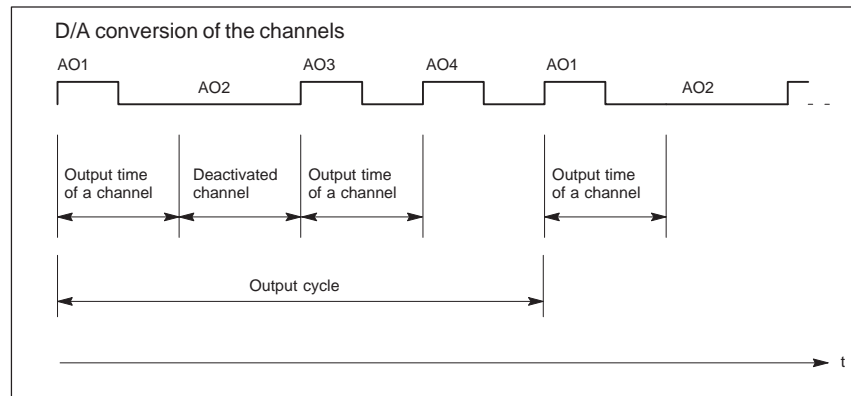 D/A conversion of the channels
AO1
AO2
AO3
AO4
AO1
AO2
Output time
of a channel
Deactivated
channel
Output time
of a channel
Output time
of a channel
Output cycle
t